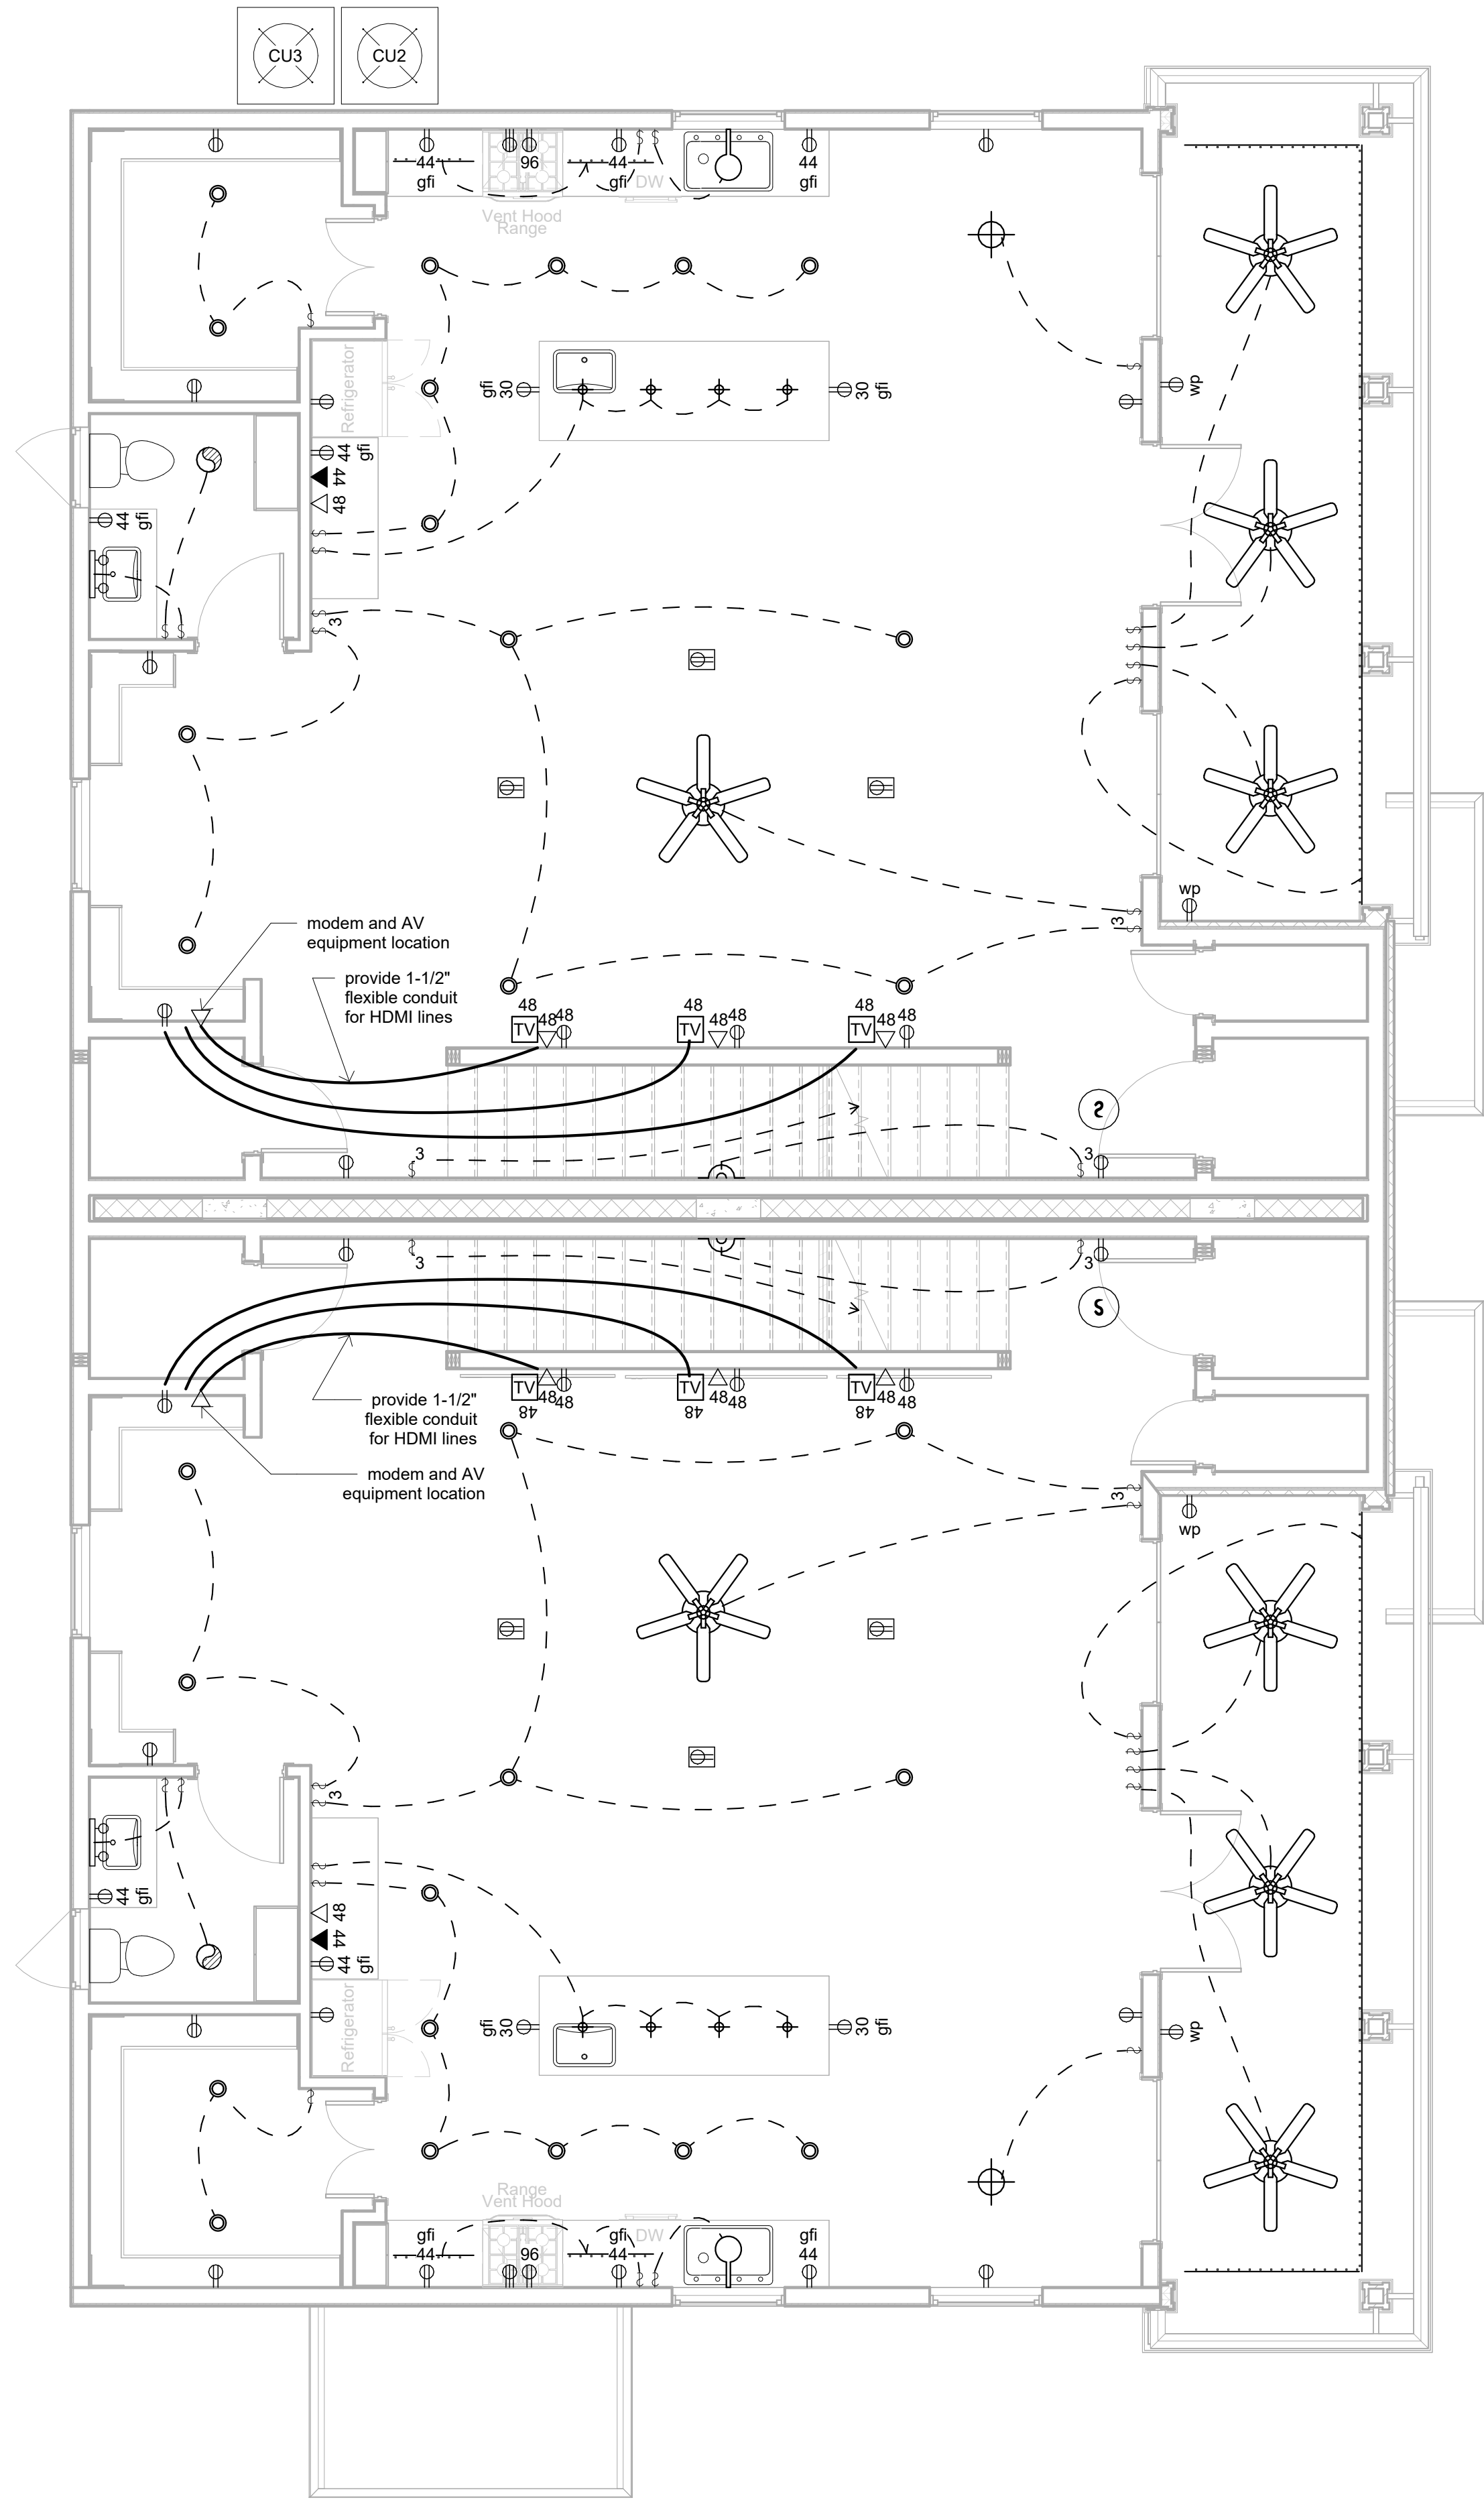 CU3
CU2
44
gfi
96
44
gfi
44
gfi
DW
Vent Hood
Range
Refrigerator
gfi
30
30
gfi
wp
44
gfi
44
48
44
gfi
3
wp
3
modem and AV
equipment location
provide 1-1/2"
flexible conduit
for HDMI lines
48
48
48
TV
48
48
TV
48
48
TV
48
48
S
3
3
3
3
S
provide 1-1/2"
flexible conduit
for HDMI lines
TV
48
48
TV
48
48
TV
48
48
48
48
48
modem and AV
equipment location
3
wp
3
44
gfi
48
44
44
gfi
Refrigerator
gfi
30
30
gfi
wp
Range
Vent Hood
DW
gfi
44
96
gfi
44
gfi
44